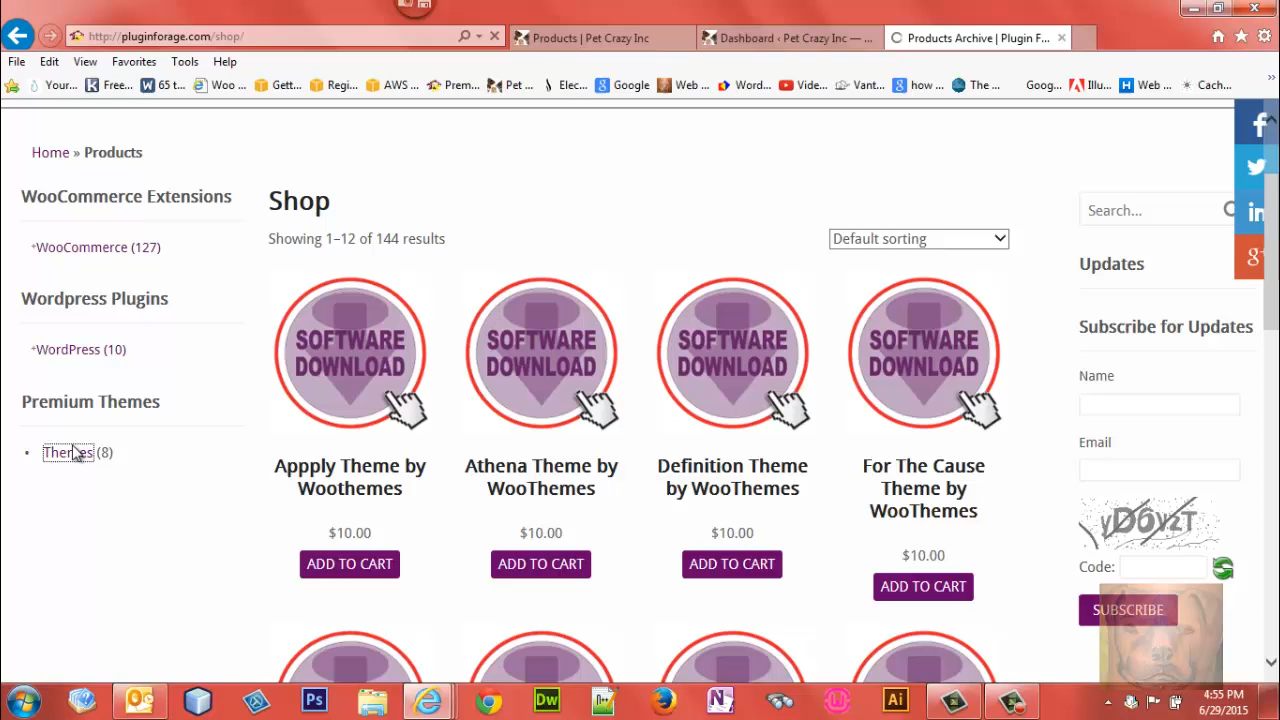 http://pluginforage.com/shop/
Products | Pet Crazy Inc
Dashboard ‹ Pet Crazy Inc — ...
Products Archive | Plugin F...
File Edit View Favorites Tools Help
Your... Free... 65 t... Woo ... Gett... Regi... AWS ... Prem... Pet ... Elec... Google Web ... Word... Vide... Vant... how ... The ... Goog... Illu... Web ... Cach...
Home » Products
WooCommerce Extensions
+WooCommerce (127)
Wordpress Plugins
+WordPress (10)
Premium Themes
• Themes (8)
Shop
Showing 1–12 of 144 results
Default sorting
SOFTWARE DOWNLOAD
SOFTWARE DOWNLOAD
SOFTWARE DOWNLOAD
SOFTWARE DOWNLOAD
Appply Theme by
Woothemes
$10.00
ADD TO CART
Athena Theme by
WooThemes
$10.00
ADD TO CART
Definition Theme
by WooThemes
$10.00
ADD TO CART
For The Cause
Theme by
WooThemes
$10.00
ADD TO CART
Search...
Updates
Subscribe for Updates
Name
Email
Code:
SUBSCRIBE
4:55 PM
6/29/2015